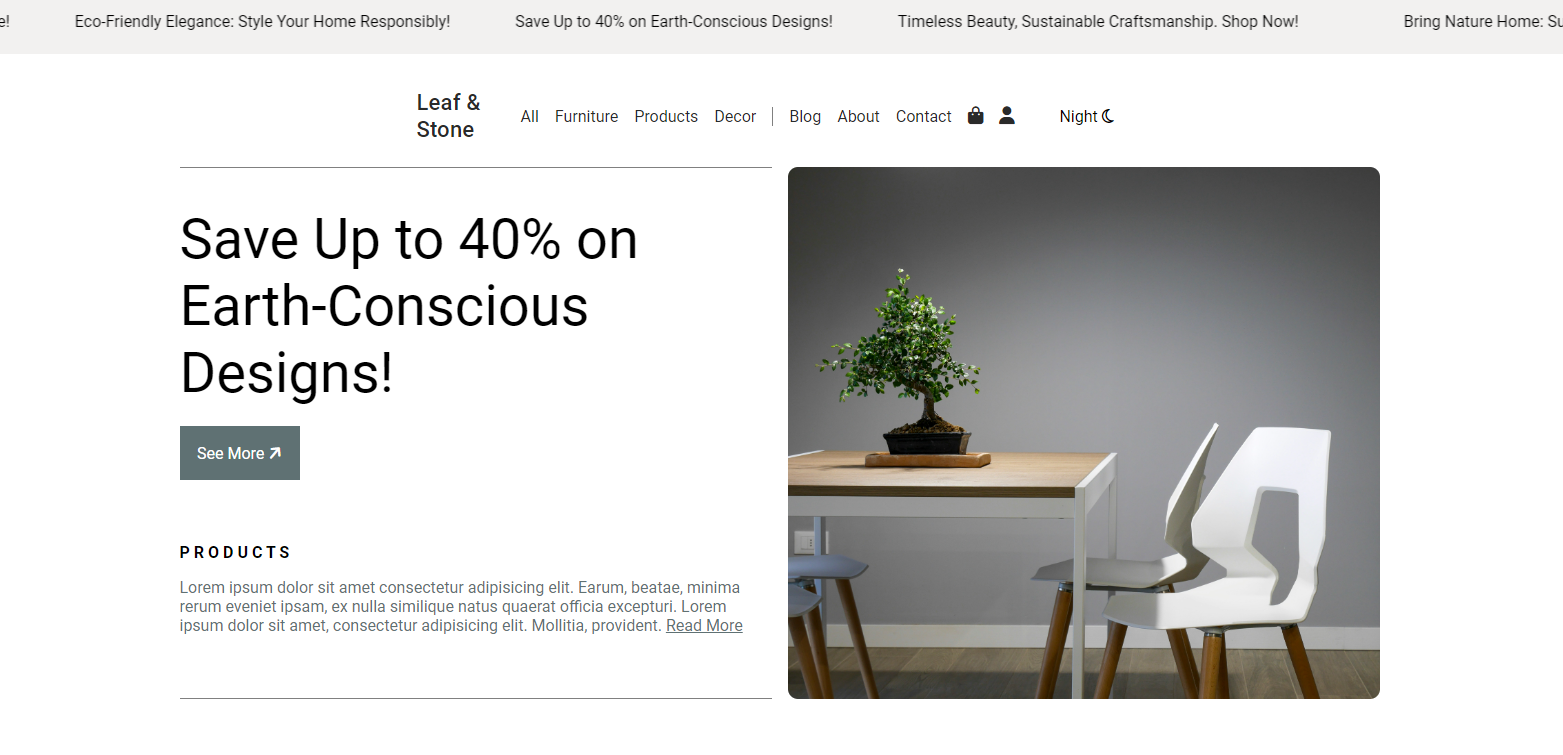 e! Eco-Friendly Elegance: Style Your Home Responsibly! Save Up to 40% on Earth-Conscious Designs! Timeless Beauty, Sustainable Craftsmanship. Shop Now! Bring Nature Home: Su
Leaf &
Stone
All Furniture Products Decor Blog About Contact Night
Save Up to 40% on
Earth-Conscious
Designs!
See More
PRODUCTS
Lorem ipsum dolor sit amet consectetur adipisicing elit. Earum, beatae, minima
rerum eveniet ipsam, ex nulla similique natus quaerat officia excepturi. Lorem
ipsum dolor sit amet, consectetur adipisicing elit. Mollitia, provident. Read More